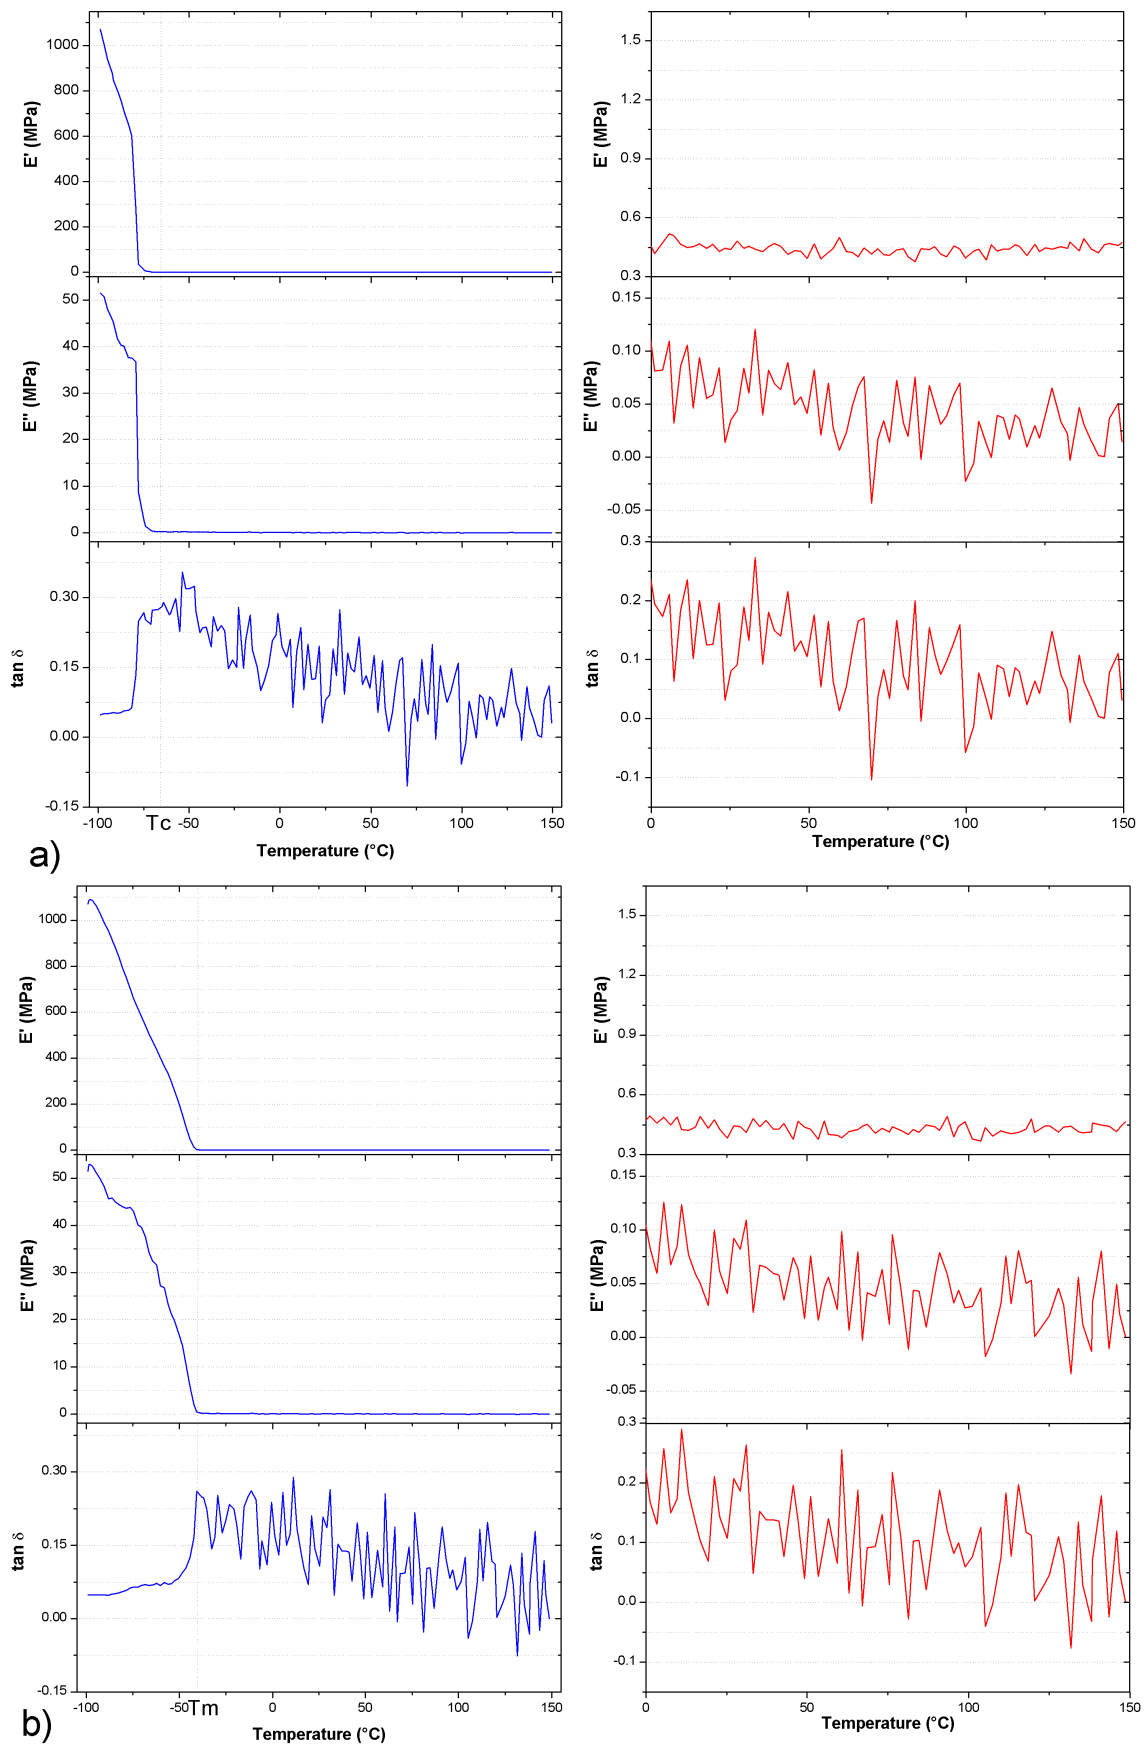 1000
800
600
400
200
0
E' (MPa)
50
40
30
20
10
0
E'' (MPa)
0.30
0.15
0.00
-0.15
tan δ
-100 Tc -50 0 50 100 150
Temperature (°C)
1.5
1.2
0.9
0.6
0.3
E' (MPa)
0.15
0.10
0.05
0.00
-0.05
E'' (MPa)
0.3
0.2
0.1
0.0
-0.1
tan δ
0 50 100 150
Temperature (°C)
a)
1000
800
600
400
200
0
E' (MPa)
50
40
30
20
10
0
E'' (MPa)
0.30
0.15
0.00
-0.15
tan δ
-100 -50 Tm 0 50 100 150
Temperature (°C)
1.5
1.2
0.9
0.6
0.3
E' (MPa)
0.15
0.10
0.05
0.00
-0.05
E'' (MPa)
0.3
0.2
0.1
0.0
-0.1
tan δ
0 50 100 150
Temperature (°C)
b)